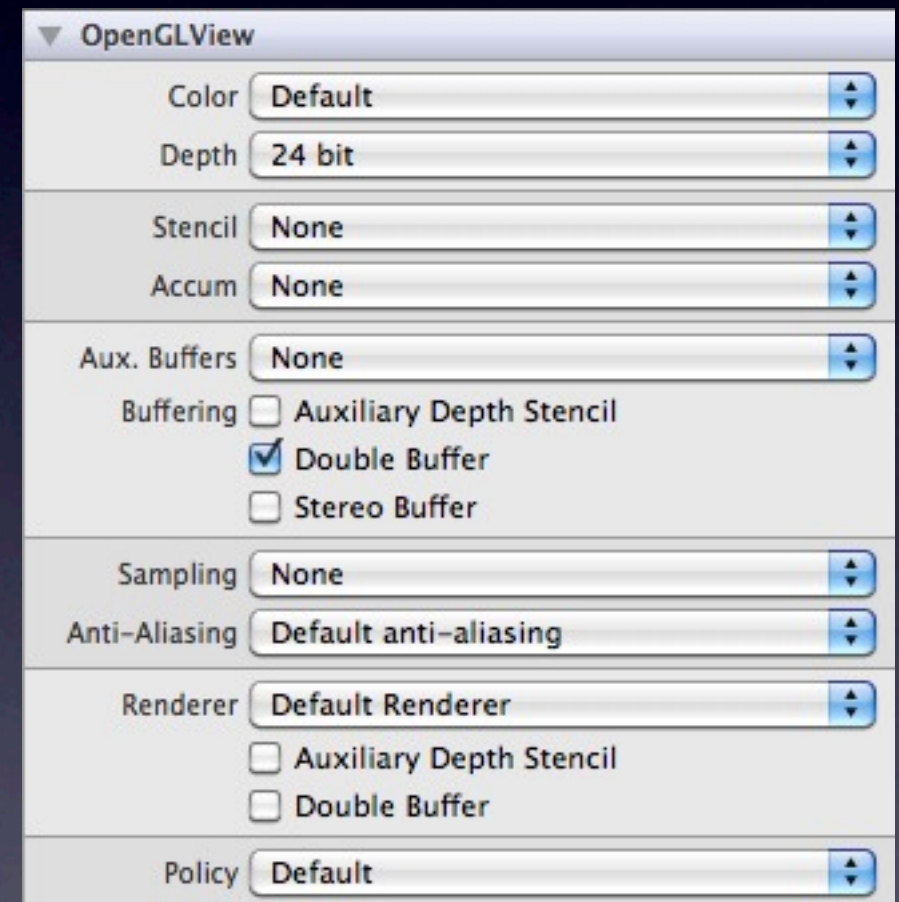 OpenGLView
Color Default
Depth 24 bit
Stencil None
Accum None
Aux. Buffers None
Buffering Auxiliary Depth Stencil
Double Buffer
Stereo Buffer
Sampling None
Anti-Aliasing Default anti-aliasing
Renderer Default Renderer
Auxiliary Depth Stencil
Double Buffer
Policy Default